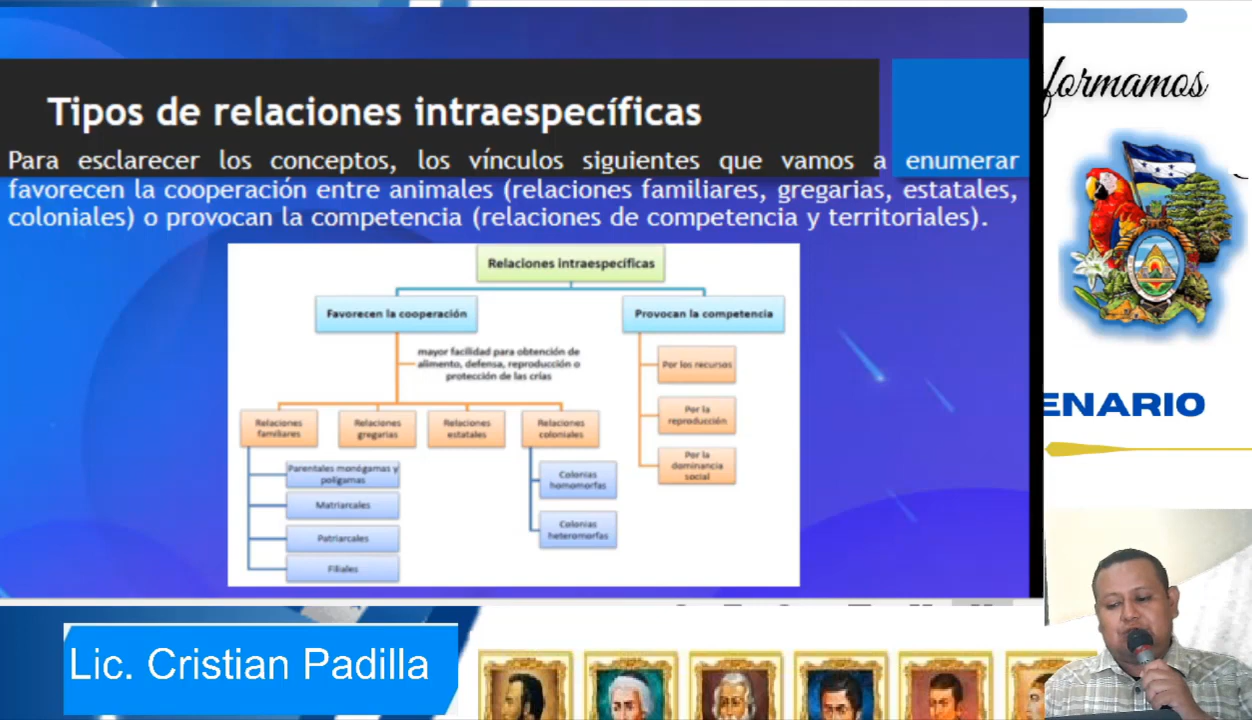 Tipos de relaciones intraespecíficas
Para esclarecer los conceptos, los vínculos siguientes que vamos a enumerar
favorecen la cooperación entre animales (relaciones familiares, gregarias, estatales,
coloniales) o provocan la competencia (relaciones de competencia y territoriales).
Relaciones intraespecíficas
Favorecen la cooperación
Provocan la competencia
mayor facilidad para obtención de
alimento, defensa, reproducción o
protección de las crías
Por los recursos
Por la
reproducción
Por la
dominancia
social
Relaciones
familiares
Relaciones
gregarias
Relaciones
estatales
Relaciones
coloniales
Parentales monógamas y
polígamas
Matriarcales
Patriarcales
Filiales
Colonias
homomorfas
Colonias
heteromorfas
formamos
ENARIO
Lic. Cristian Padilla